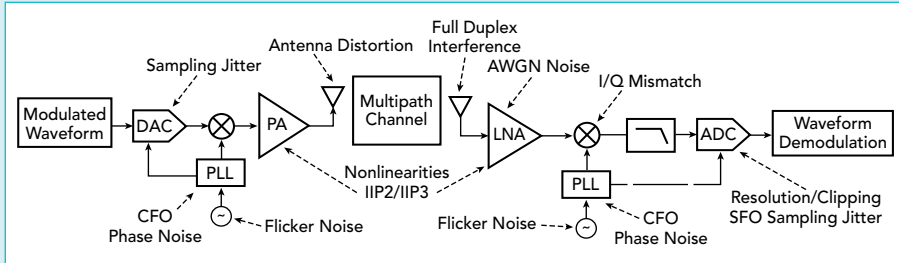 Full Duplex
Interference
Antenna Distortion
Sampling Jitter
AWGN Noise
I/Q Mismatch
Modulated
Waveform
DAC
PA
Multipath
Channel
LNA
ADC
Waveform
Demodulation
PLL
Nonlinearities
IIP2/IIP3
PLL
CFO
Phase Noise
Flicker Noise
~
Flicker Noise
~
CFO
Phase Noise
Resolution/Clipping
SFO Sampling Jitter